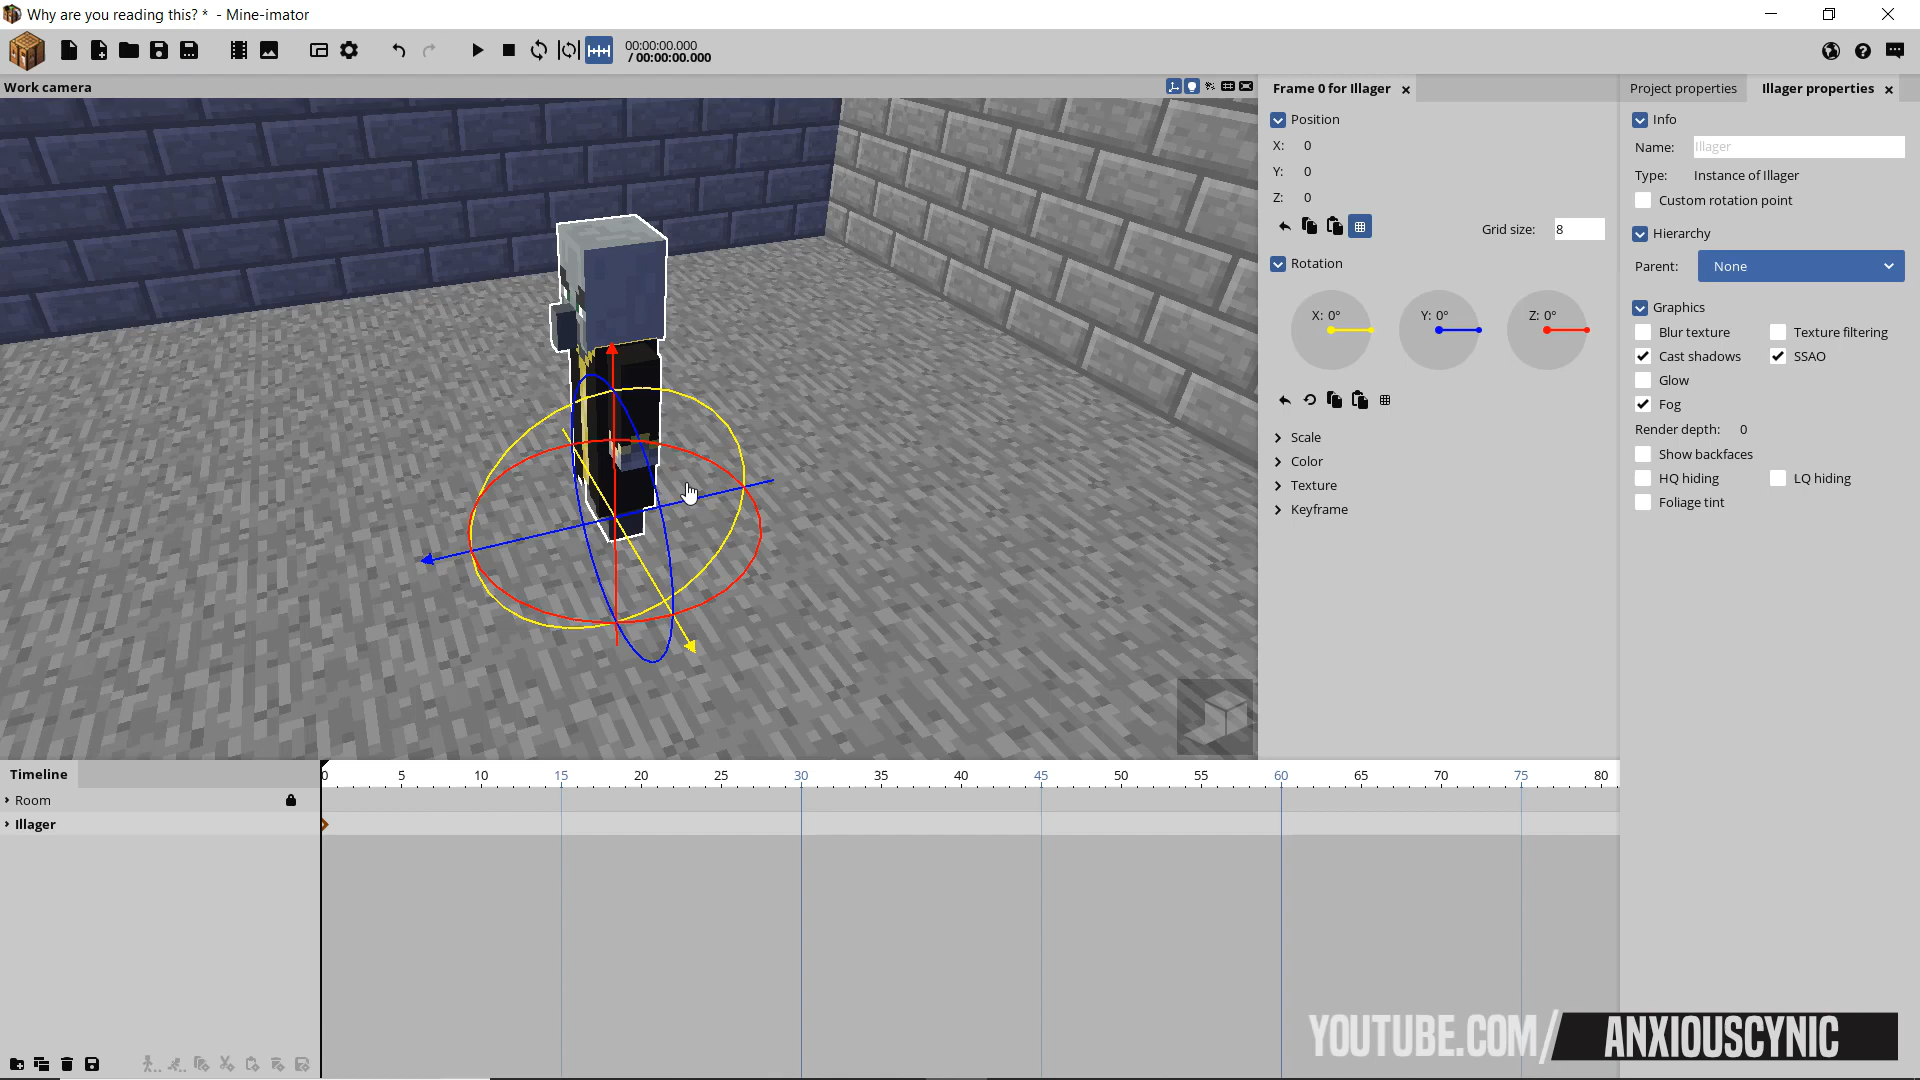 Why are you reading this? * - Mine-imator
00:00:00.000
/ 00:00:00.000
Work camera
Frame 0 for Illager
Position
X: 0
Y: 0
Z: 0
Grid size: 8
Rotation
X: 0° Y: 0° Z: 0°
Scale
Color
Texture
Keyframe
Project properties Illager properties
Info
Name: Illager
Type: Instance of Illager
Custom rotation point
Hierarchy
Parent: None
Graphics
Blur texture Texture filtering
Cast shadows SSAO
Glow
Fog
Render depth: 0
Show backfaces
HQ hiding LQ hiding
Foliage tint
Timeline
0 5 10 15 20 25 30 35 40 45 50 55 60 65 70 75 80
Room
Illager
YOUTUBE.COM/ ANXIOUSCYNIC